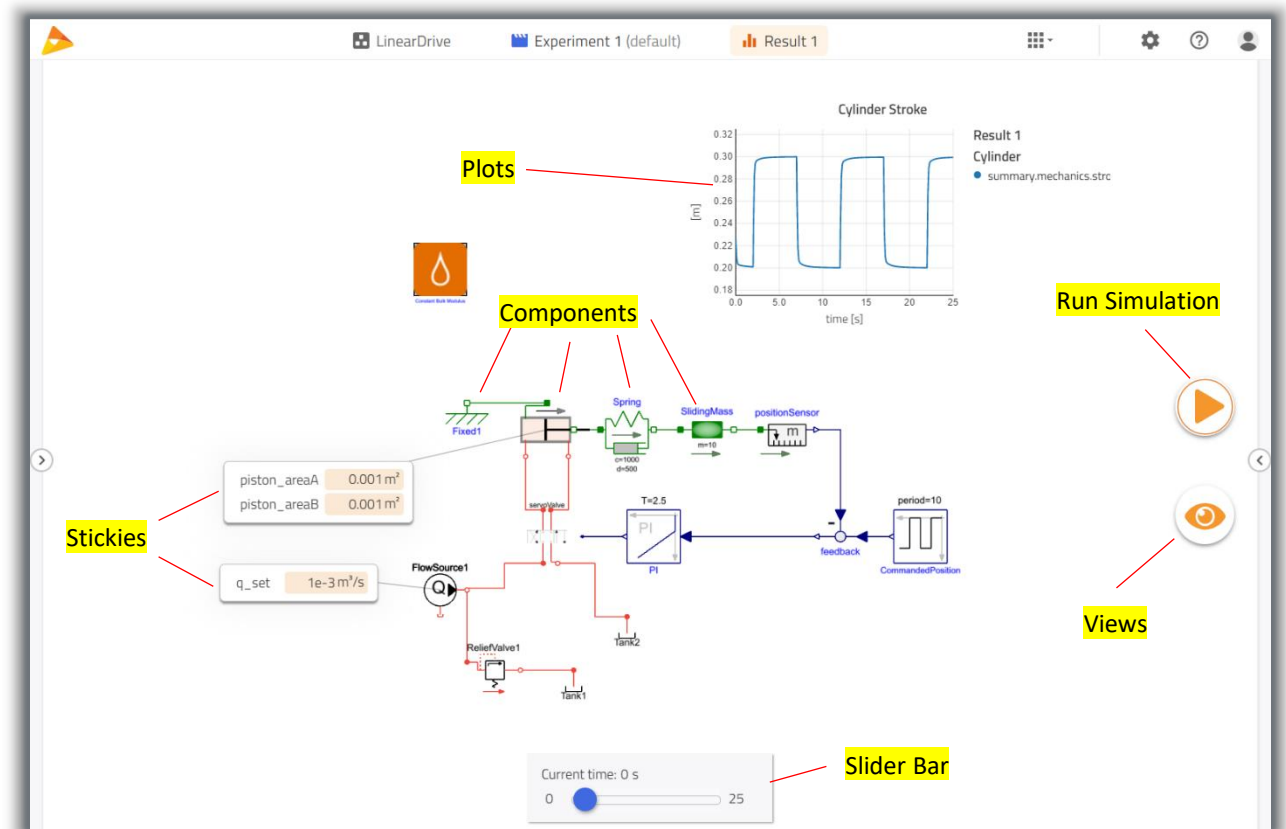 LinearDrive
Experiment 1 (default)
Result 1
Cylinder Stroke
0.32
0.30
0.28
0.26
0.24
0.22
0.20
0.18
[m]
0.0
5.0
10
15
20
25
time [s]
Result 1
Cylinder
summary.mechanics.strc
Plots
Constant Bulk Modulus
Components
Run Simulation
Fixed1
Spring
c=1000
d=500
SlidingMass
m=10
positionSensor
m
piston_areaA 0.001 m²
piston_areaB 0.001 m²
Stickies
q_set 1e-3 m³/s
servoValve
T=2.5
PI
PI
feedback
period=10
CommandedPosition
FlowSource1
Q
Tank2
ReliefValve1
Tank1
Views
Current time: 0 s
0
25
Slider Bar